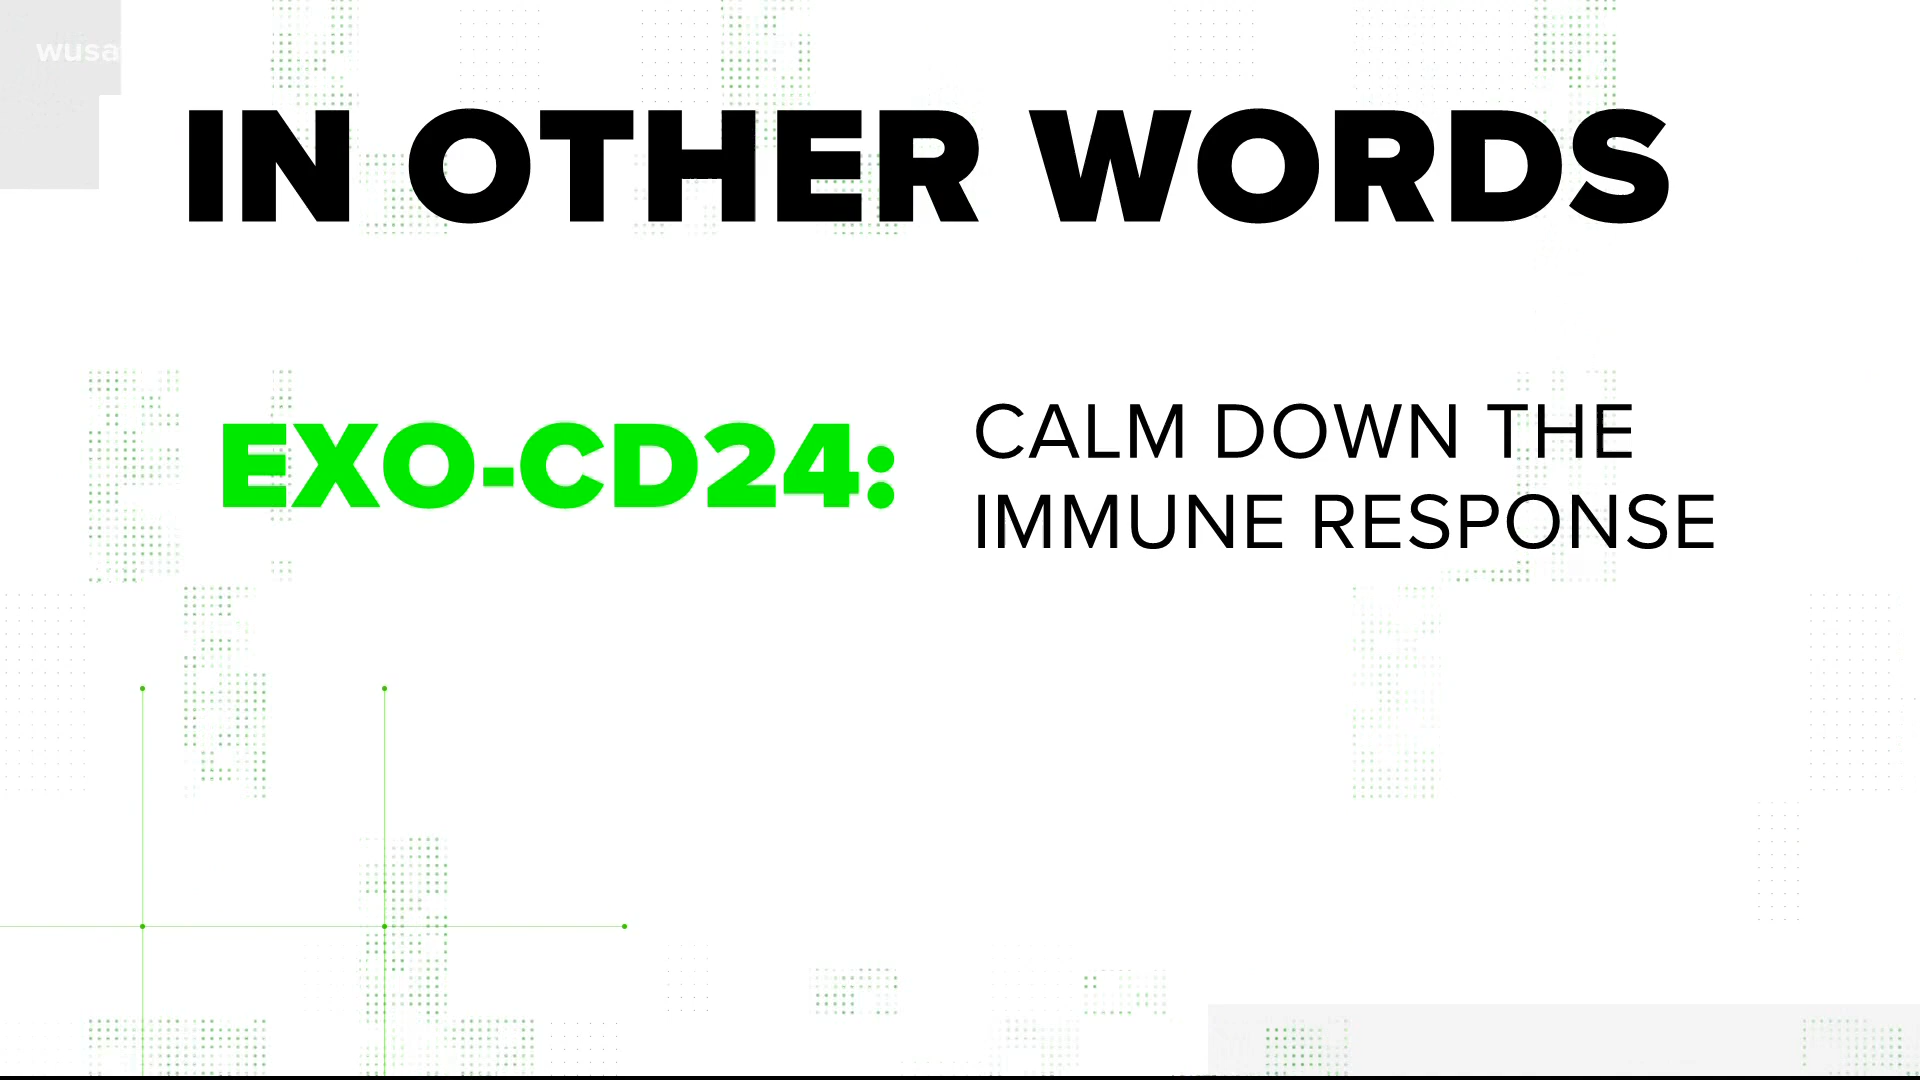 wusa
IN OTHER WORDS
EXO-CD24:
CALM DOWN THE
IMMUNE RESPONSE